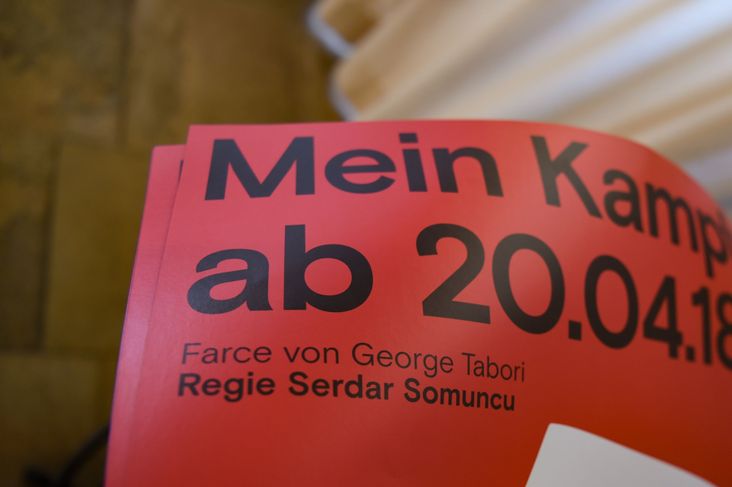 Mein Kampf
ab 20.04.18
Farce von George Tabori
Regie Serdar Somuncu